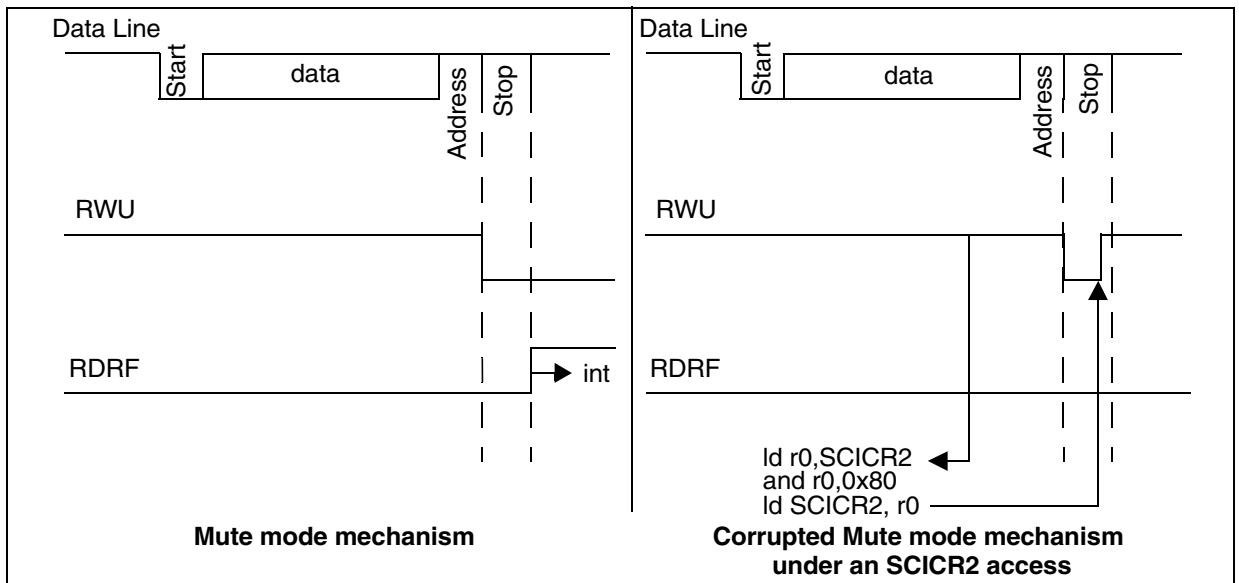 Data Line
Start
data
Address
Stop
RWU
RDRF
int
Mute mode mechanism
Data Line
Start
data
Address
Stop
RWU
RDRF
ld r0,SCICR2
and r0,0x80
ld SCICR2, r0
Corrupted Mute mode mechanism
under an SCICR2 access